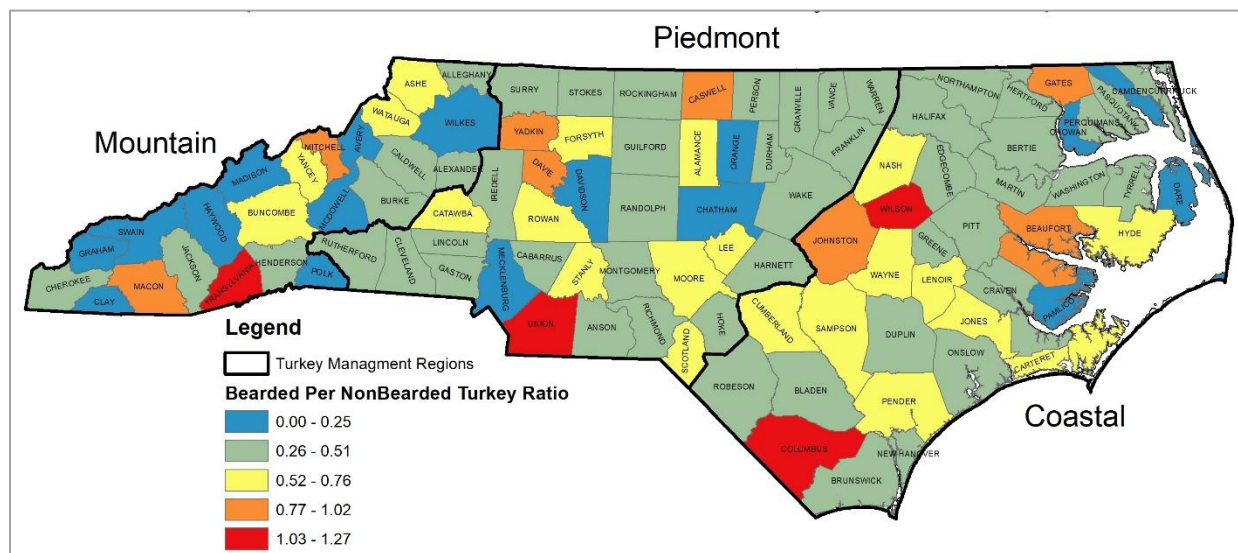 Piedmont
Mountain
Coastal
ASHE
ALLEGHANY
SURRY
STOKES
ROCKINGHAM
CASWELL
PERSON
GRANVILLE
VANCE
WARREN
NORTHAMPTON
HERTFORD
GATES
CAMDEN
CURRITUCK
PASQUOTANK
PERQUIMANS
CHOWAN
WATAUGA
WILKES
YADKIN
FORSYTH
GUILFORD
ALAMANCE
ORANGE
DURHAM
FRANKLIN
HALIFAX
BERTIE
MITCHELL
AVERY
CALDWELL
ALEXANDER
DAVIE
NASH
EDGECOMBE
MARTIN
WASHINGTON
TYRRELL
DARE
MADISON
YANCEY
BURKE
IREDELL
DAVIDSON
RANDOLPH
CHATHAM
WAKE
WILSON
PITT
BEAUFORT
HYDE
HAYWOOD
BUNCOMBE
MCDOWELL
CATAWBA
ROWAN
LEE
JOHNSTON
GREENE
SWAIN
GRAHAM
RUTHERFORD
CLEVELAND
LINCOLN
CABARRUS
STANLY
MONTGOMERY
MOORE
HARNETT
WAYNE
LENOIR
CRAVEN
PAMLICO
CHEROKEE
CLAY
MACON
JACKSON
TRANSYLVANIA
HENDERSON
POLK
GASTON
MECKLENBURG
UNION
ANSON
RICHMOND
SCOTLAND
HOKE
CUMBERLAND
SAMPSON
DUPLIN
JONES
ONSLOW
CARTERET
ROBESON
BLADEN
PENDER
COLUMBUS
NEW HANOVER
BRUNSWICK
Legend
Turkey Managment Regions
Bearded Per NonBearded Turkey Ratio
0.00 - 0.25
0.26 - 0.51
0.52 - 0.76
0.77 - 1.02
1.03 - 1.27